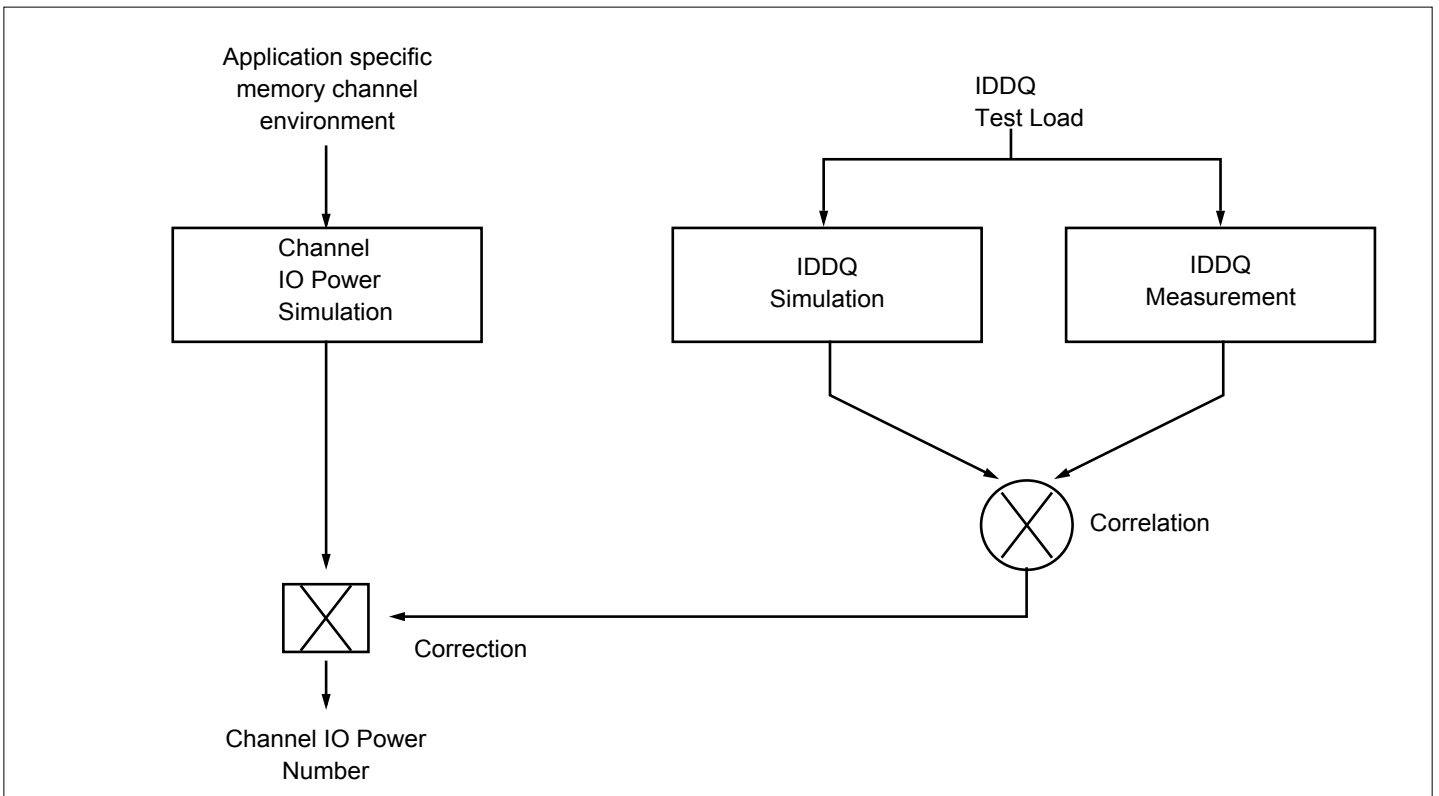 Application specific
memory channel
environment
IDDQ
Test Load
Channel
IO Power
Simulation
IDDQ
Simulation
IDDQ
Measurement
Correlation
Correction
Channel IO Power
Number